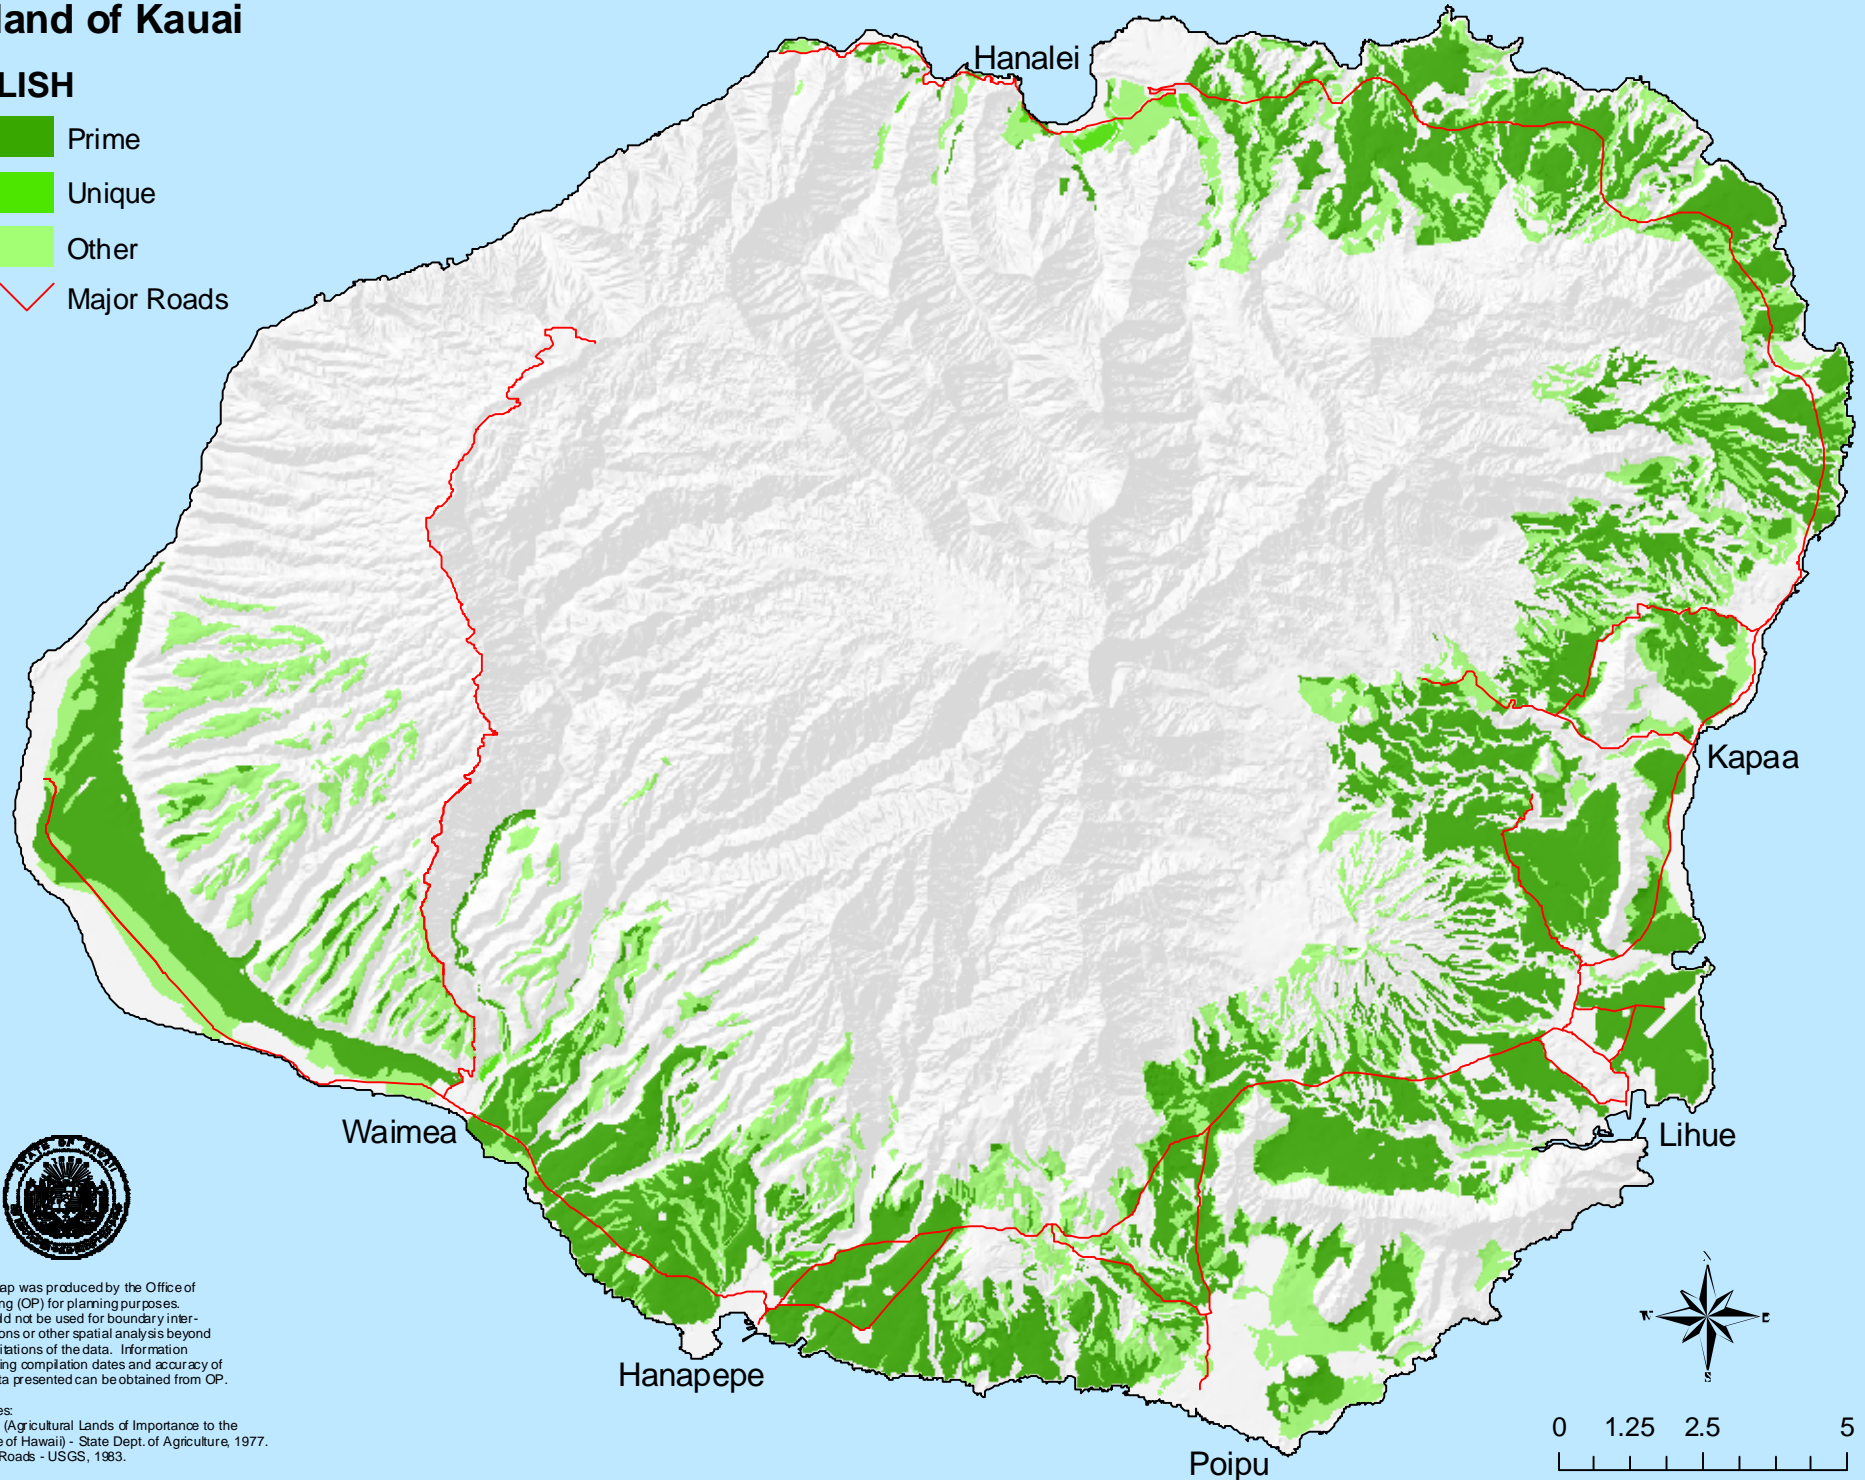 land of Kauai
LISH
Prime
Unique
Other
Major Roads
Hanalei
Kapaa
Waimea
Lihue
Hanapepe
Poipu
STATE OF HAWAII
ap was produced by the Office of
ng (OP) for planning purposes.
ld not be used for boundary inter-
ons or other spatial analysis beyond
itations of the data. Information
ing compilation dates and accuracy of
ta presented can be obtained from OP.
es:
(Agricultural Lands of Importance to the
e of Hawaii) - State Dept. of Agriculture, 1977.
Roads - USGS, 1983.
N
W E
S
0 1.25 2.5 5